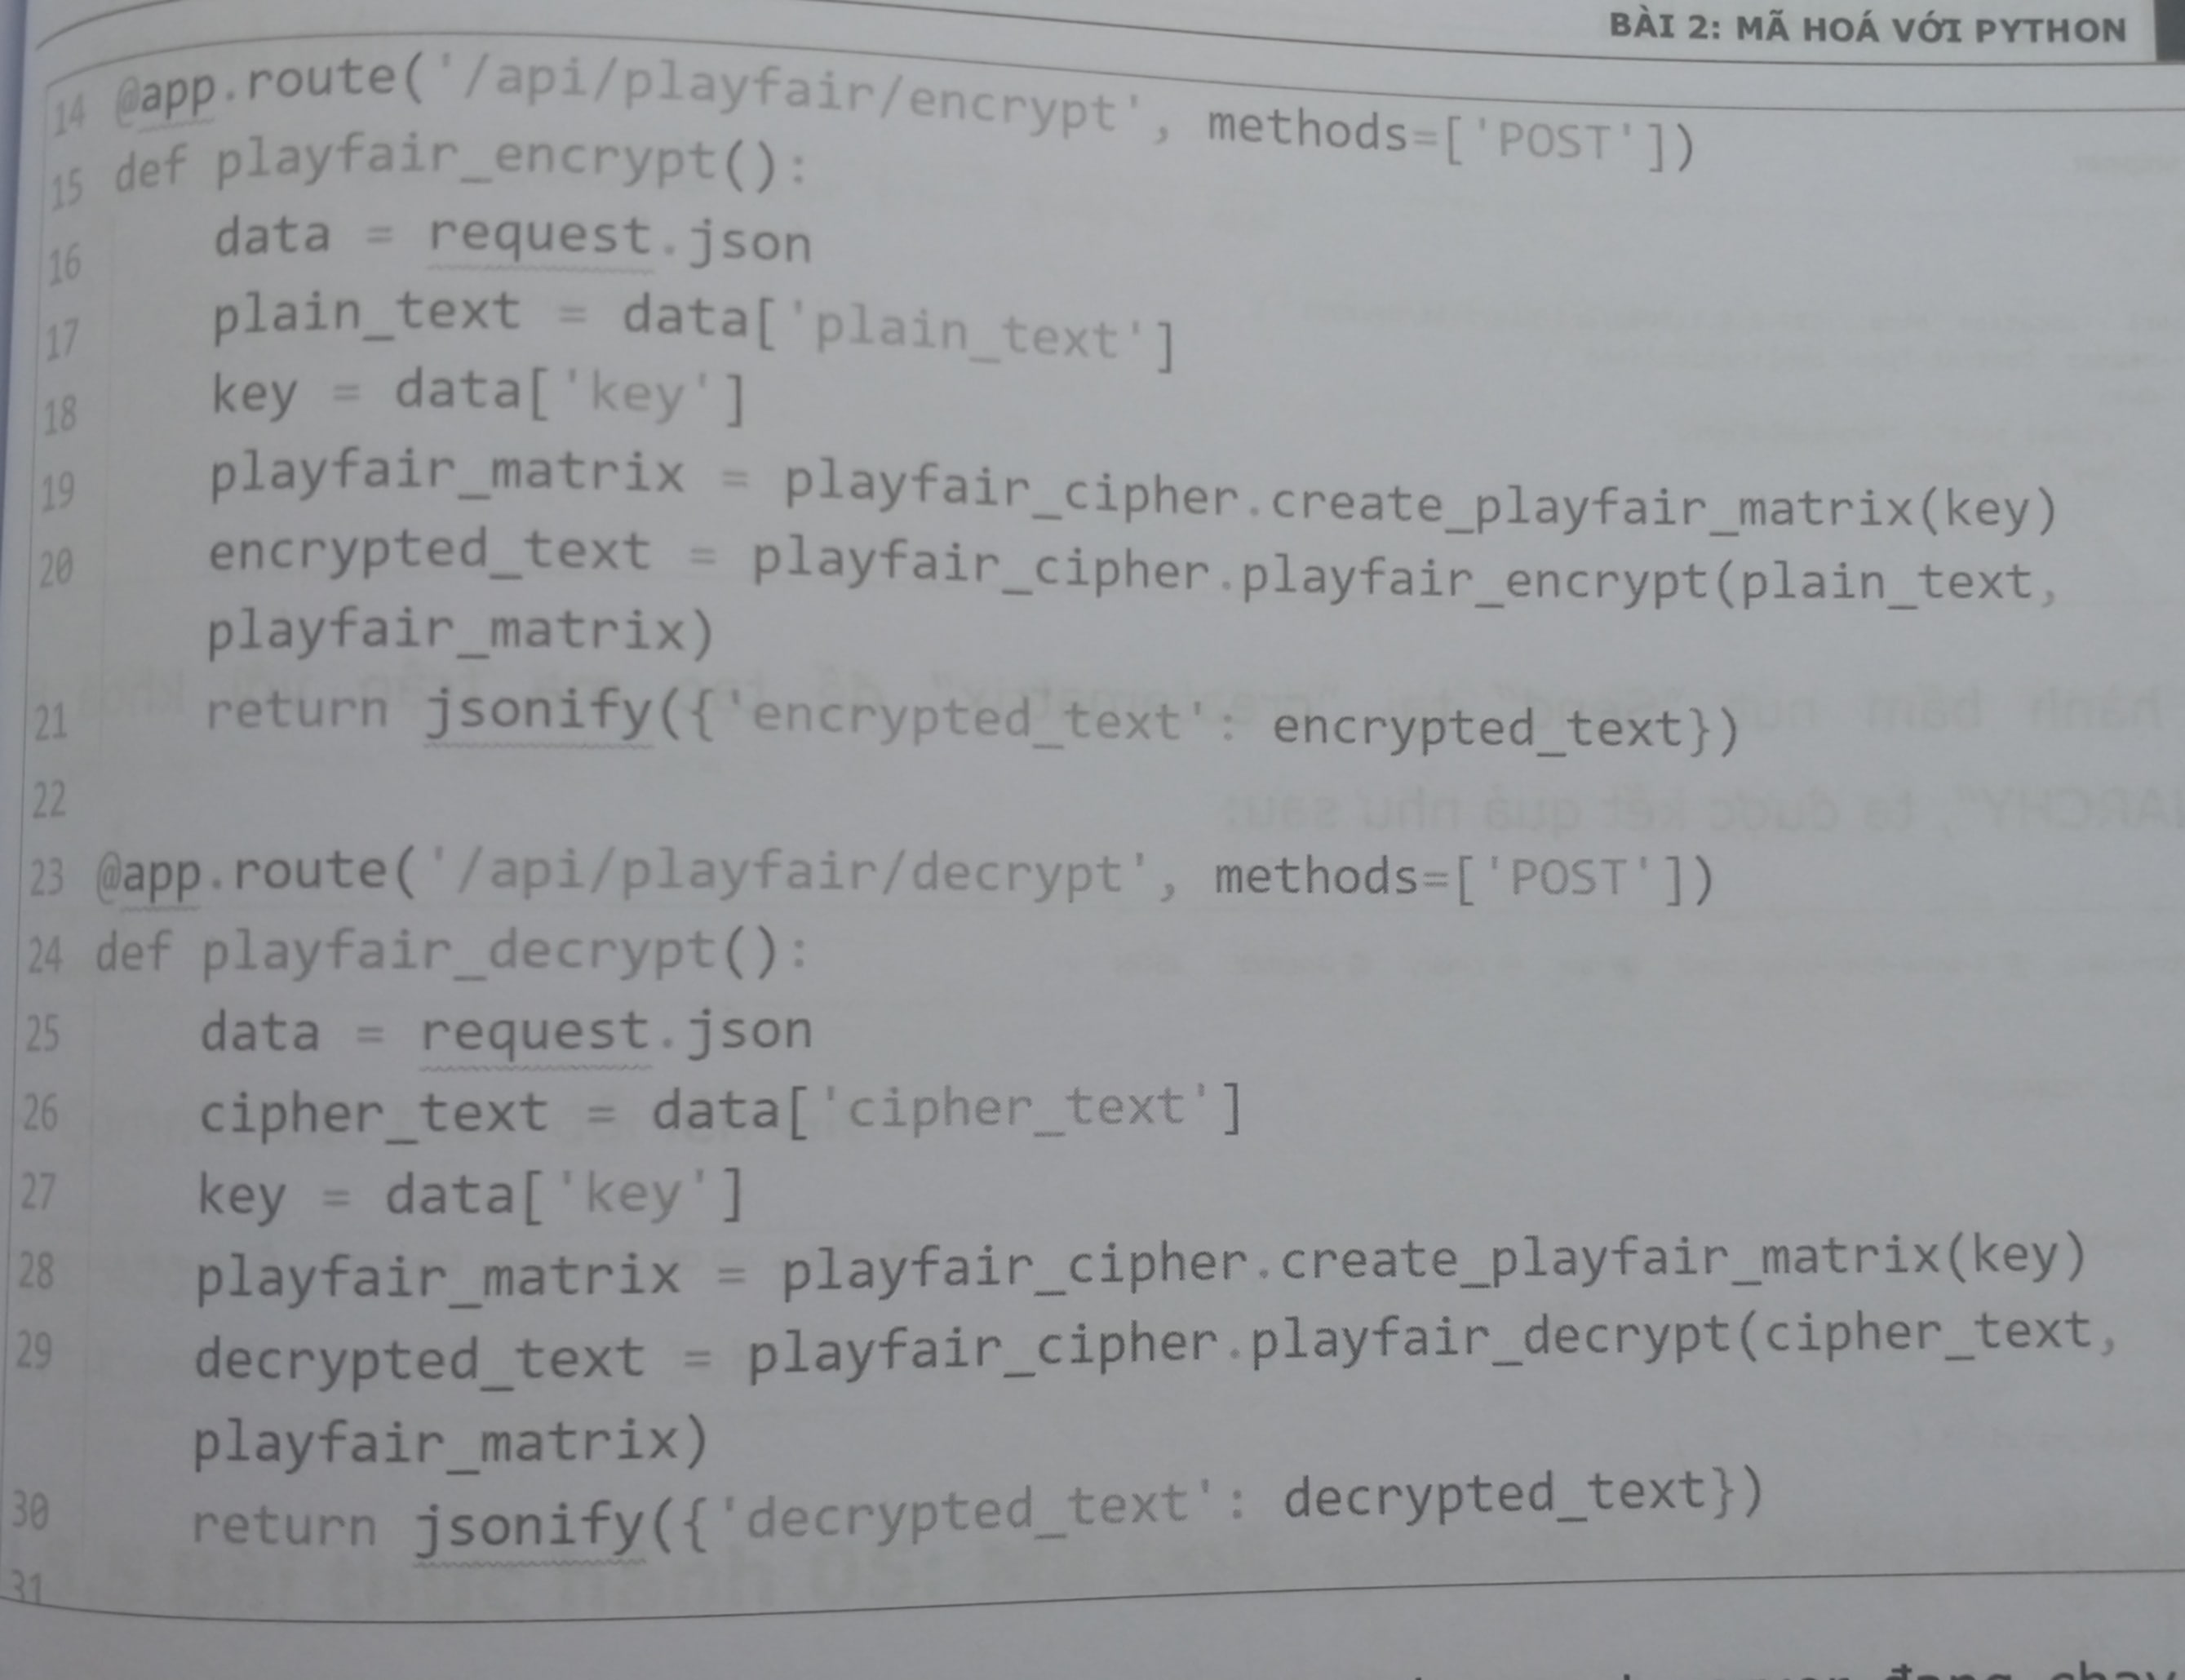 BÀI 2: MÃ HOÁ VỚI PYTHON
14 @app.route('/api/playfair/encrypt', methods=['POST'])
15 def playfair_encrypt():
16     data = request.json
17     plain_text = data['plain_text']
18     key = data['key']
19     playfair_matrix = playfair_cipher.create_playfair_matrix(key)
20     encrypted_text = playfair_cipher.playfair_encrypt(plain_text,
    playfair_matrix)
21     return jsonify({'encrypted_text': encrypted_text})
22
23 @app.route('/api/playfair/decrypt', methods=['POST'])
24 def playfair_decrypt():
25     data = request.json
26     cipher_text = data['cipher_text']
27     key = data['key']
28     playfair_matrix = playfair_cipher.create_playfair_matrix(key)
29     decrypted_text = playfair_cipher.playfair_decrypt(cipher_text,
    playfair_matrix)
30     return jsonify({'decrypted_text': decrypted_text})
31